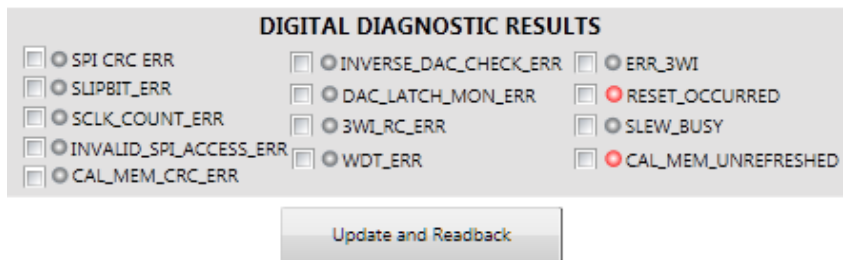 DIGITAL DIAGNOSTIC RESULTS
SPI CRC ERR
SLIPBIT_ERR
SCLK_COUNT_ERR
INVALID_SPI_ACCESS_ERR
CAL_MEM_CRC_ERR
INVERSE_DAC_CHECK_ERR
DAC_LATCH_MON_ERR
3WI_RC_ERR
WDT_ERR
ERR_3WI
RESET_OCCURRED
SLEW_BUSY
CAL_MEM_UNREFRESHED
Update and Readback